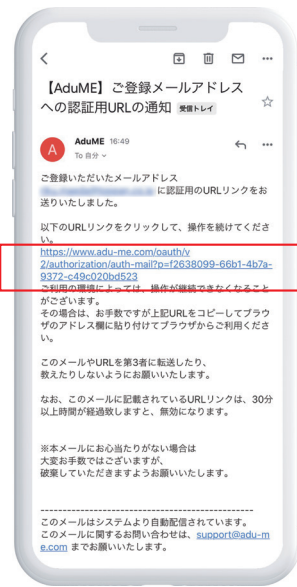 【AduME】ご登録メールアドレス
への認証用URLの通知 受信トレイ
A
AduME 16:49
To 自分
ご登録いただいたメールアドレス
に認証用のURLリンクをお
送りいたしました。
以下のURLリンクをクリックして、操作を続けてくださ
い。
https://www.adu-me.com/oauth/v
2/authorization/auth-mail?p=f2638099-66b1-4b7a-
9372-c49c020bd523
ご利用の環境によっては、操作が継続できなくなること
がございます。
その場合は、お手数ですが上記URLをコピーしてブラウ
ザのアドレス欄に貼り付けてブラウザからご利用くださ
い。
このメールやURLを第3者に転送したり、
教えたりしないようにお願いいたします。
なお、このメールに記載されているURLリンクは、30分
以上時間が経過致しますと、無効になります。
※本メールにお心当たりがない場合は
大変お手数ではございますが、
破棄していただきますようお願いいたします。
------------------------------------------------
このメールはシステムより自動配信されています。
このメールに関するお問い合わせは、support@adu-m
e.com までお願いいたします。